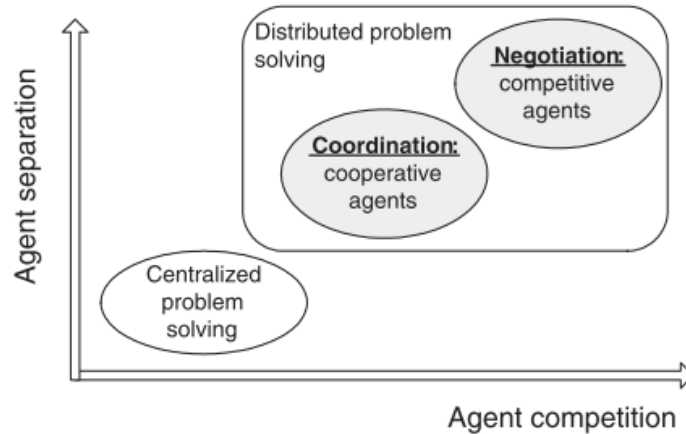 Agent separation
Distributed problem
solving
Negotiation:
competitive
agents
Coordination:
cooperative
agents
Centralized
problem
solving
Agent competition